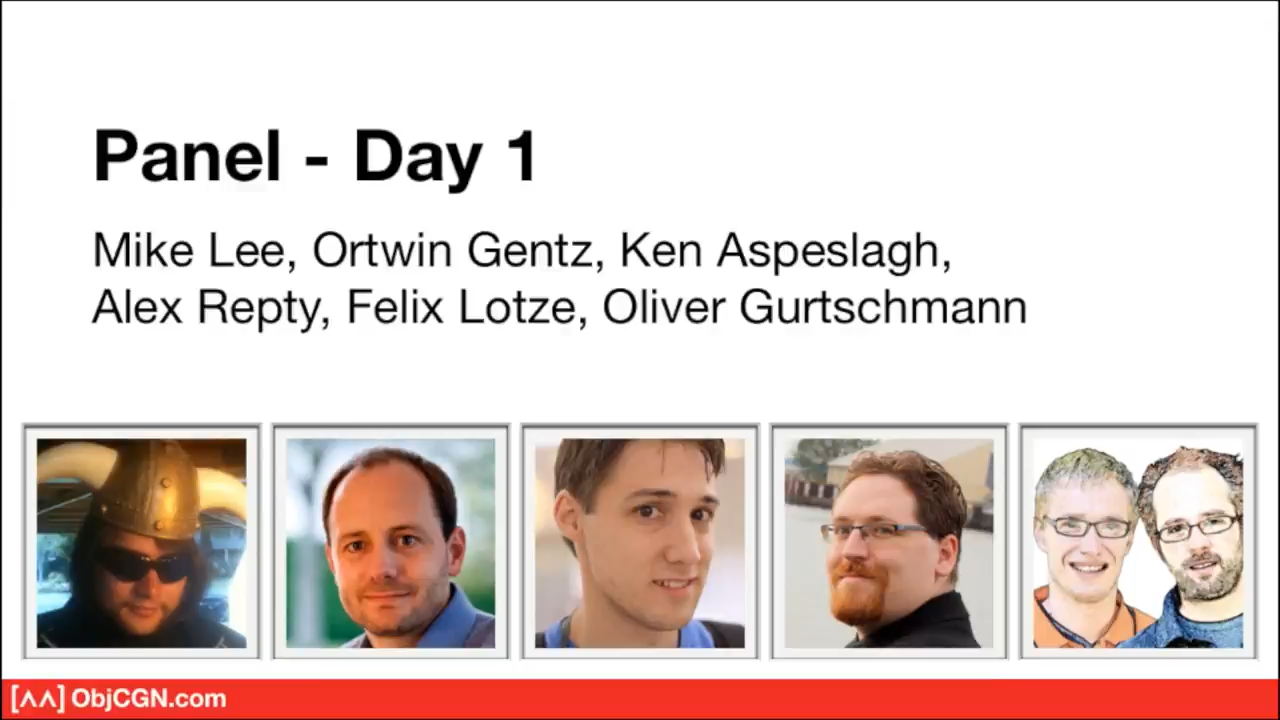 Panel - Day 1
Mike Lee, Ortwin Gentz, Ken Aspeslagh,
Alex Repty, Felix Lotze, Oliver Gurtschmann
[ʌʌ] ObjCGN.com